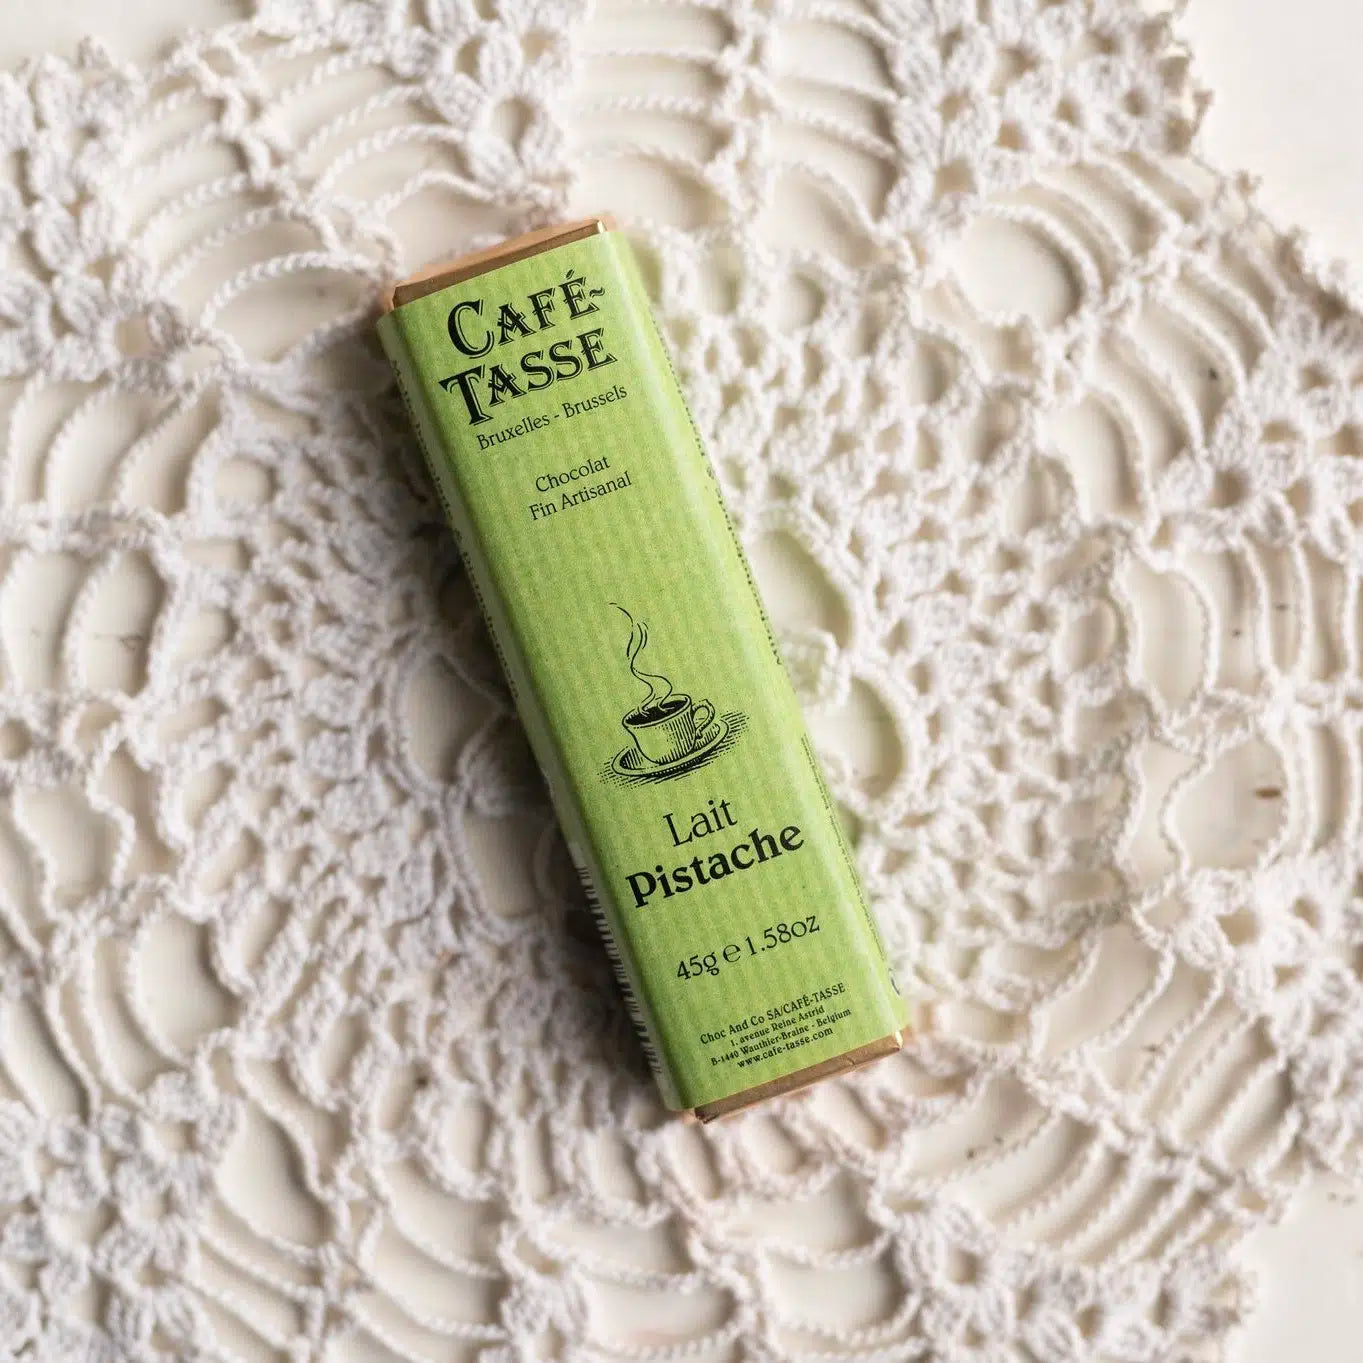 CAFÉ-
TASSE
Bruxelles - Brussels
Chocolat
Fin Artisanal
Lait
Pistache
45g ℮ 1.58oz
Choc And Co SA/CAFÉ-TASSE
1, avenue Reine Astrid
B-1440 Wauthier-Braine - Belgium
www.cafe-tasse.com